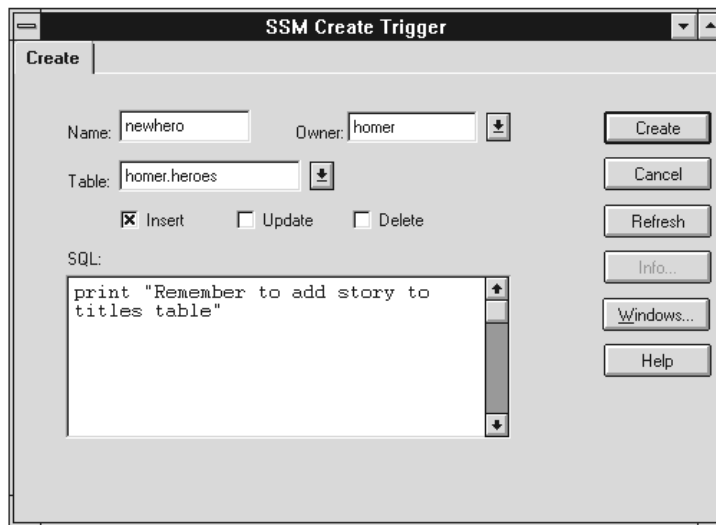 SSM Create Trigger
Create
Name: newhero Owner: homer
Create
Table: homer.heroes
Cancel
Insert Update Delete
Refresh
SQL:
Info...
print "Remember to add story to
titles table"
Windows...
Help